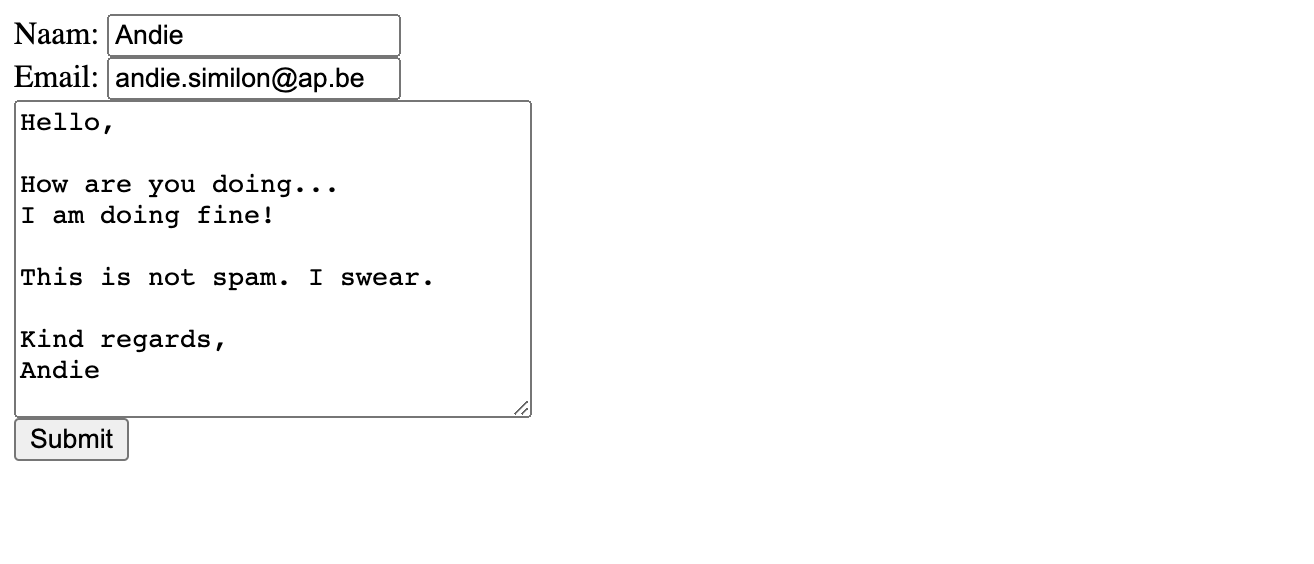 Naam: Andie
Email: andie.similon@ap.be
Hello,
How are you doing...
I am doing fine!
This is not spam. I swear.
Kind regards,
Andie
Submit